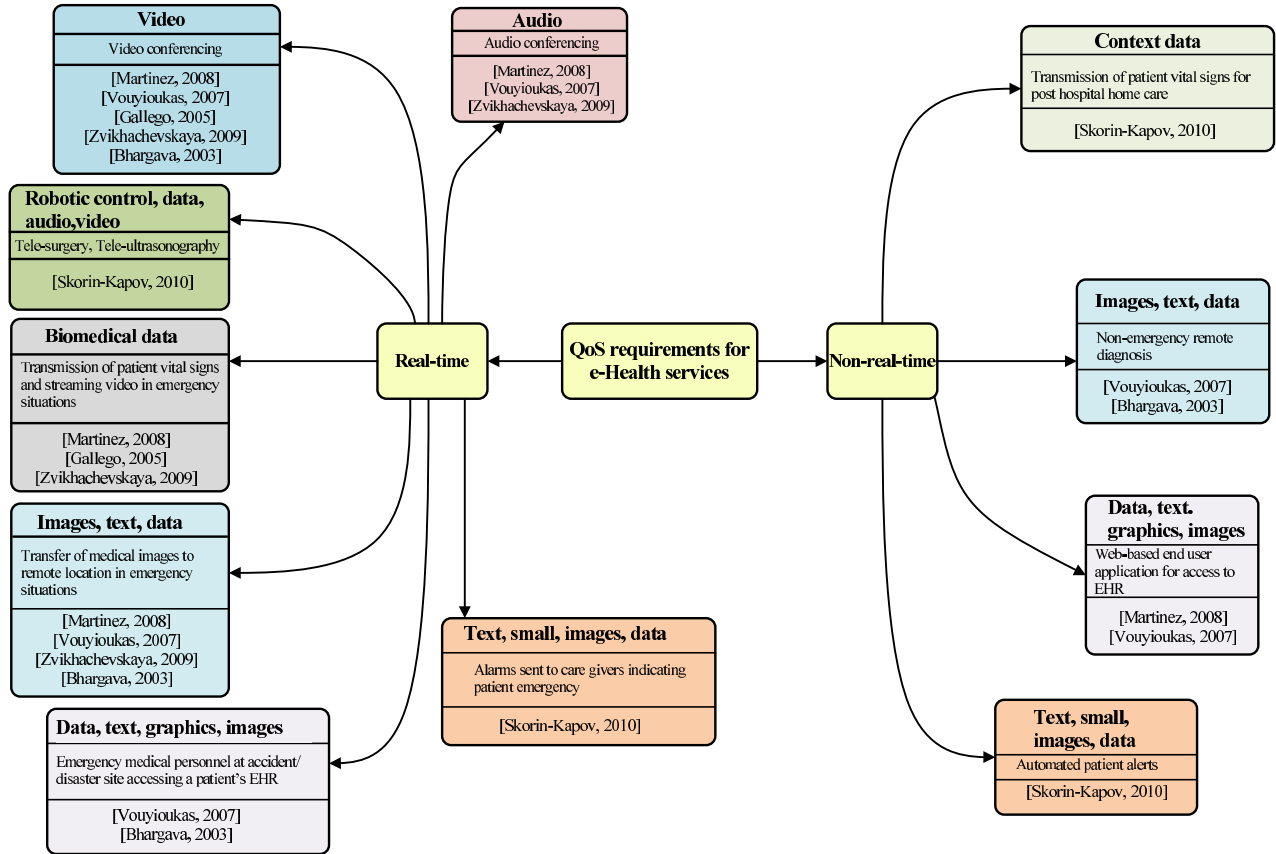 Video
Video conferencing
[Martinez, 2008]
[Vouyioukas, 2007]
[Gallego, 2005]
[Zvikhachevskaya, 2009]
[Bhargava, 2003]
Audio
Audio conferencing
[Martinez, 2008]
[Vouyioukas, 2007]
[Zvikhachevskaya, 2009]
Context data
Transmission of patient vital signs for
post hospital home care
[Skorin-Kapov, 2010]
Robotic control, data,
audio,video
Tele-surgery, Tele-ultrasonography
[Skorin-Kapov, 2010]
Biomedical data
Transmission of patient vital signs
and streaming video in emergency
situations
[Martinez, 2008]
[Gallego, 2005]
[Zvikhachevskaya, 2009]
Real-time
QoS requirements for
e-Health services
Non-real-time
Images, text, data
Non-emergency remote
diagnosis
[Vouyioukas, 2007]
[Bhargava, 2003]
Images, text, data
Transfer of medical images to
remote location in emergency
situations
[Martinez, 2008]
[Vouyioukas, 2007]
[Zvikhachevskaya, 2009]
[Bhargava, 2003]
Data, text.
graphics, images
Web-based end user
application for access to
EHR
[Martinez, 2008]
[Vouyioukas, 2007]
Text, small, images, data
Alarms sent to care givers indicating
patient emergency
[Skorin-Kapov, 2010]
Data, text, graphics, images
Emergency medical personnel at accident/
disaster site accessing a patient's EHR
[Vouyioukas, 2007]
[Bhargava, 2003]
Text, small,
images, data
Automated patient alerts
[Skorin-Kapov, 2010]